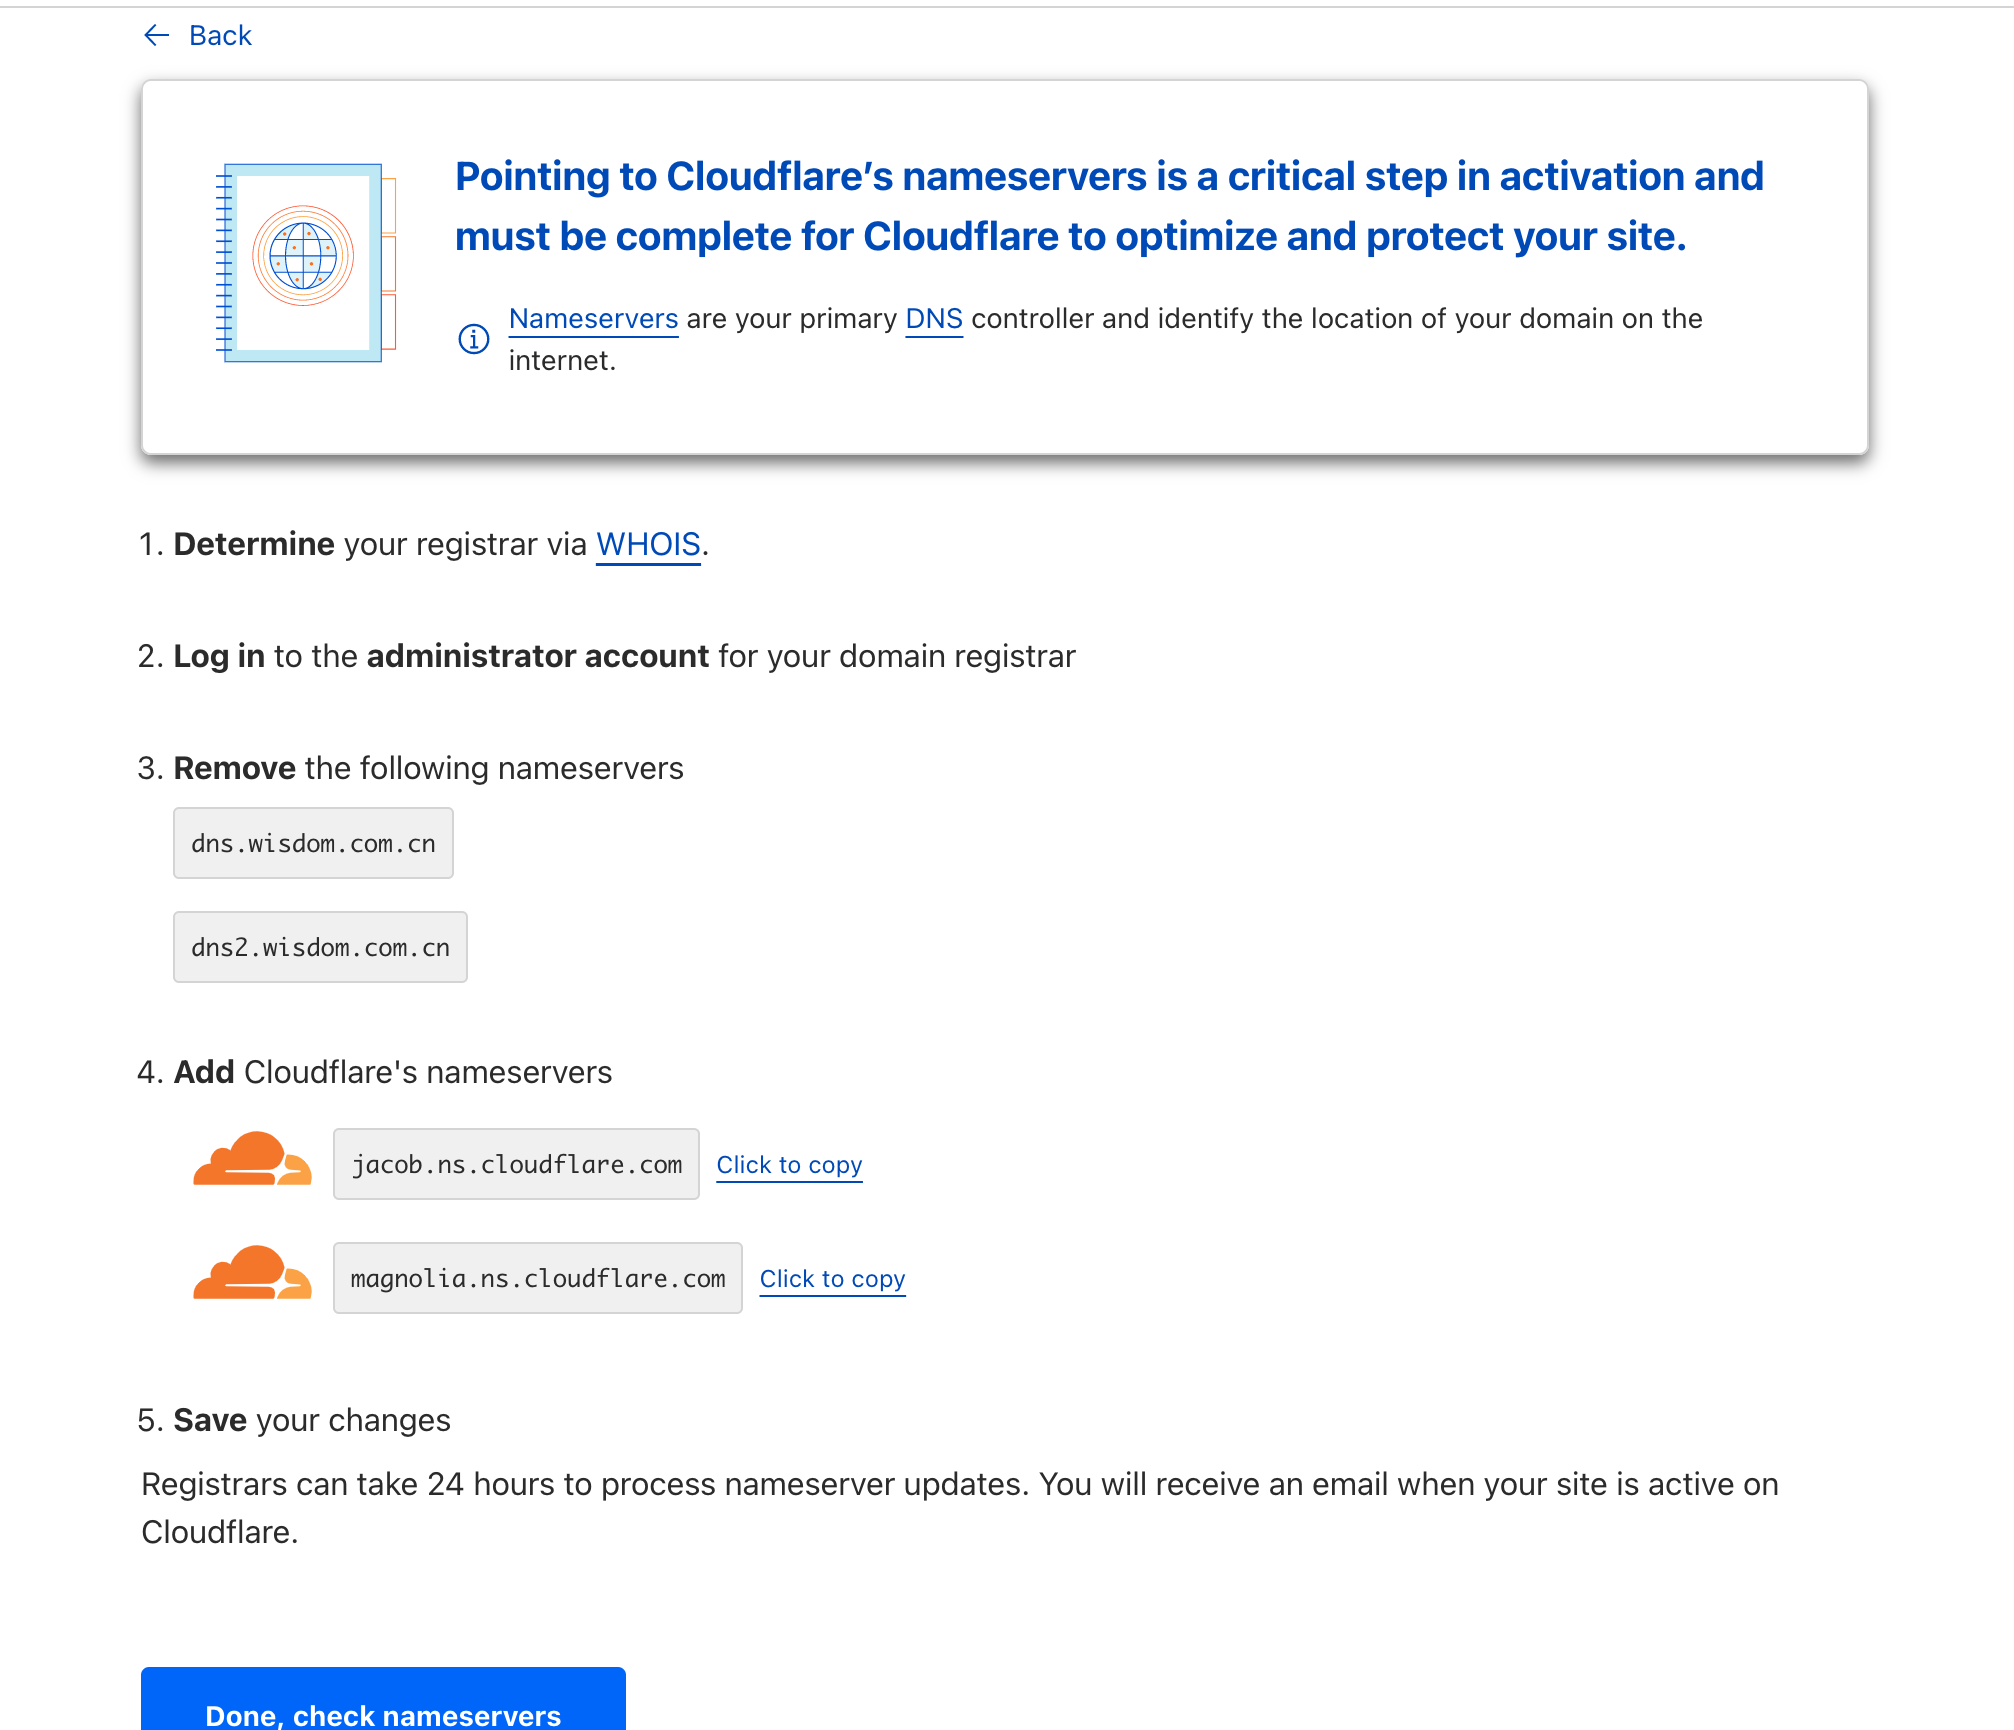 Back
Pointing to Cloudflare’s nameservers is a critical step in activation and
must be complete for Cloudflare to optimize and protect your site.
Nameservers are your primary DNS controller and identify the location of your domain on the
internet.
1. Determine your registrar via WHOIS.
2. Log in to the administrator account for your domain registrar
3. Remove the following nameservers
dns.wisdom.com.cn
dns2.wisdom.com.cn
4. Add Cloudflare's nameservers
jacob.ns.cloudflare.com Click to copy
magnolia.ns.cloudflare.com Click to copy
5. Save your changes
Registrars can take 24 hours to process nameserver updates. You will receive an email when your site is active on
Cloudflare.
Done, check nameservers